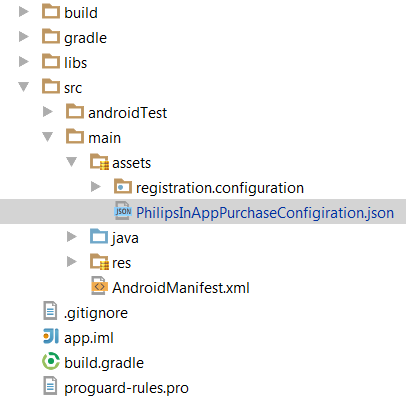 build
gradle
libs
src
androidTest
main
assets
registration.configuration
JSON PhilipsInAppPurchaseConfigiration.json
java
res
AndroidManifest.xml
.gitignore
app.iml
build.gradle
proguard-rules.pro